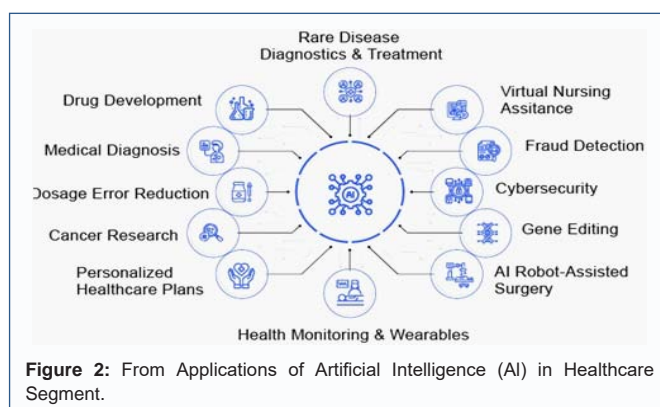 Rare Disease
Diagnostics & Treatment
Drug Development
Virtual Nursing
Assitance
Medical Diagnosis
Fraud Detection
Dosage Error Reduction
AI
Cybersecurity
Cancer Research
Gene Editing
Personalized
Healthcare Plans
AI Robot-Assisted
Surgery
Health Monitoring & Wearables
Figure 2: From Applications of Artificial Intelligence (AI) in Healthcare
Segment.